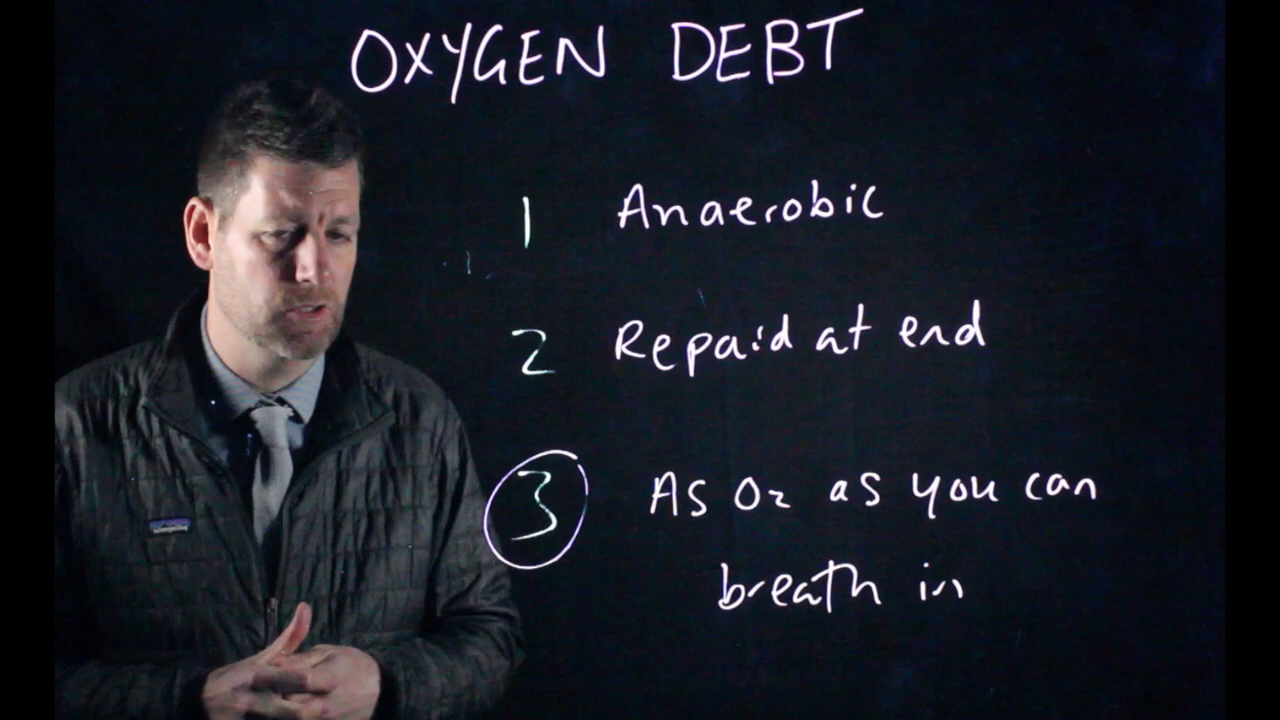 OXYGEN DEBT
1 Anaerobic
2 Repaid at end
3 As O₂ as you can
breath in